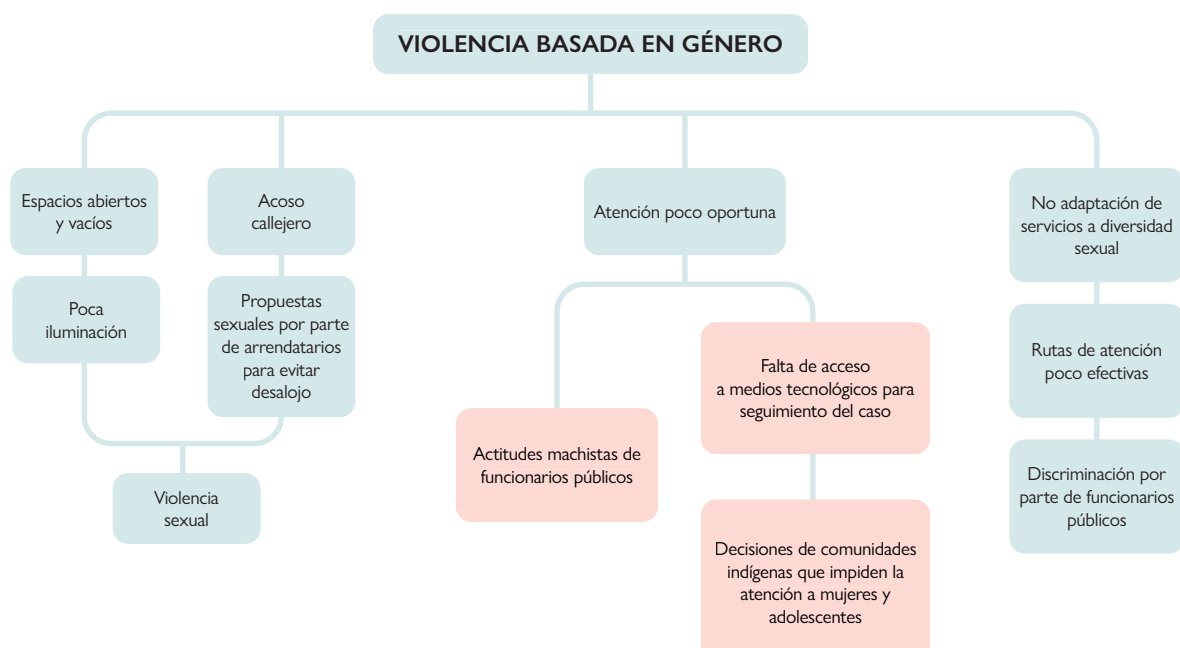 VIOLENCIA BASADA EN GÉNERO
Espacios abiertos
y vacíos
Poca
iluminación
Acoso
callejero
Propuestas
sexuales por parte
de arrendatarios
para evitar
desalojo
Violencia
sexual
Atención poco oportuna
Actitudes machistas de
funcionarios públicos
Falta de acceso
a medios tecnológicos para
seguimiento del caso
Decisiones de comunidades
indígenas que impiden la
atención a mujeres y
adolescentes
No adaptación de
servicios a diversidad
sexual
Rutas de atención
poco efectivas
Discriminación por
parte de funcionarios
públicos